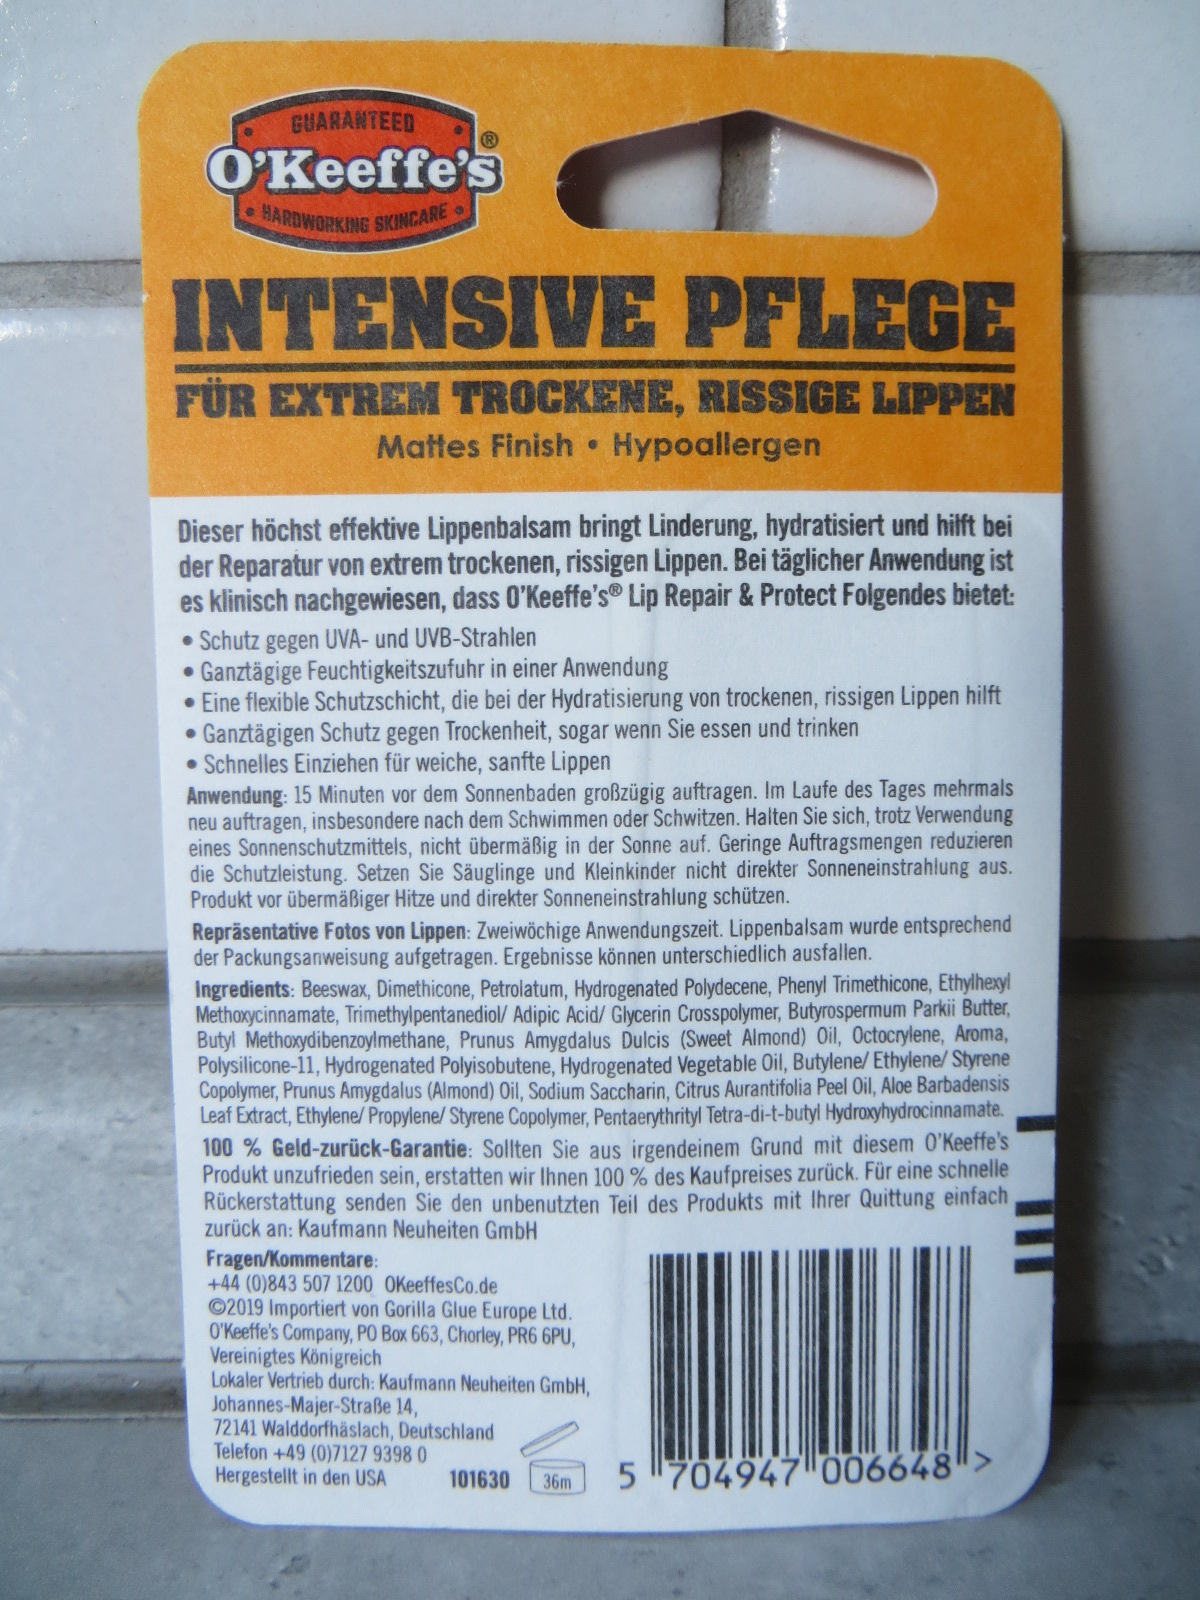 GUARANTEED
O'Keeffe's®
HARDWORKING SKINCARE
INTENSIVE PFLEGE
FÜR EXTREM TROCKENE, RISSIGE LIPPEN
Mattes Finish • Hypoallergen
Dieser höchst effektive Lippenbalsam bringt Linderung, hydratisiert und hilft bei
der Reparatur von extrem trockenen, rissigen Lippen. Bei täglicher Anwendung ist
es klinisch nachgewiesen, dass O'Keeffe's® Lip Repair & Protect Folgendes bietet:
• Schutz gegen UVA- und UVB-Strahlen
• Ganztägige Feuchtigkeitszufuhr in einer Anwendung
• Eine flexible Schutzschicht, die bei der Hydratisierung von trockenen, rissigen Lippen hilft
• Ganztägigen Schutz gegen Trockenheit, sogar wenn Sie essen und trinken
• Schnelles Einziehen für weiche, sanfte Lippen
Anwendung: 15 Minuten vor dem Sonnenbaden großzügig auftragen. Im Laufe des Tages mehrmals
neu auftragen, insbesondere nach dem Schwimmen oder Schwitzen. Halten Sie sich, trotz Verwendung
eines Sonnenschutzmittels, nicht übermäßig in der Sonne auf. Geringe Auftragsmengen reduzieren
die Schutzleistung. Setzen Sie Säuglinge und Kleinkinder nicht direkter Sonneneinstrahlung aus.
Produkt vor übermäßiger Hitze und direkter Sonneneinstrahlung schützen.
Repräsentative Fotos von Lippen: Zweiwöchige Anwendungszeit. Lippenbalsam wurde entsprechend
der Packungsanweisung aufgetragen. Ergebnisse können unterschiedlich ausfallen.
Ingredients: Beeswax, Dimethicone, Petrolatum, Hydrogenated Polydecene, Phenyl Trimethicone, Ethylhexyl
Methoxycinnamate, Trimethylpentanediol/ Adipic Acid/ Glycerin Crosspolymer, Butyrospermum Parkii Butter,
Butyl Methoxydibenzoylmethane, Prunus Amygdalus Dulcis (Sweet Almond) Oil, Octocrylene, Aroma,
Polysilicone-11, Hydrogenated Polyisobutene, Hydrogenated Vegetable Oil, Butylene/ Ethylene/ Styrene
Copolymer, Prunus Amygdalus (Almond) Oil, Sodium Saccharin, Citrus Aurantifolia Peel Oil, Aloe Barbadensis
Leaf Extract, Ethylene/ Propylene/ Styrene Copolymer, Pentaerythrityl Tetra-di-t-butyl Hydroxyhydrocinnamate.
100 % Geld-zurück-Garantie: Sollten Sie aus irgendeinem Grund mit diesem O'Keeffe's
Produkt unzufrieden sein, erstatten wir Ihnen 100 % des Kaufpreises zurück. Für eine schnelle
Rückerstattung senden Sie den unbenutzten Teil des Produkts mit Ihrer Quittung einfach
zurück an: Kaufmann Neuheiten GmbH
Fragen/Kommentare:
+44 (0)843 507 1200 OKeeffesCo.de
©2019 Importiert von Gorilla Glue Europe Ltd.
O'Keeffe's Company, PO Box 663, Chorley, PR6 6PU,
Vereinigtes Königreich
Lokaler Vertrieb durch: Kaufmann Neuheiten GmbH,
Johannes-Majer-Straße 14,
72141 Walddorfhäslach, Deutschland
Telefon +49 (0)7127 9398 0
Hergestellt in den USA
101630
36m
5 704947 006648 >